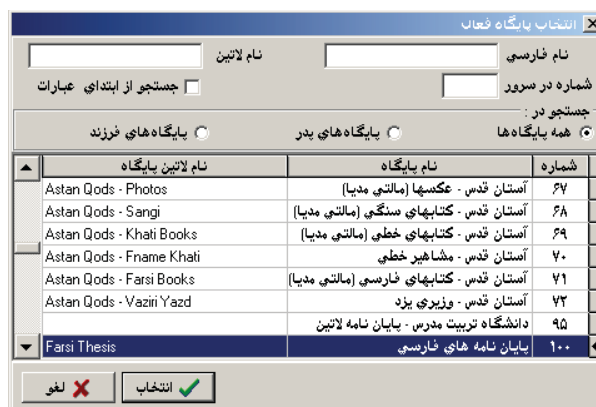 انتخاب پايگاه فعال
نام فارسي نام لاتين
شماره در سرور جستجو از ابتداي عبارات
جستجو در :
همه پايگاه‌ها پايگاه‌هاي پدر پايگاه‌هاي فرزند
شماره نام پايگاه نام لاتين پايگاه
۶۷ آستان قدس - عكسها (مالتي مديا) Astan Qods - Photos
۶۸ آستان قدس - كتابهاي سنگي (مالتي مديا) Astan Qods - Sangi
۶۹ آستان قدس - كتابهاي خطي (مالتي مديا) Astan Qods - Khati Books
۷۰ آستان قدس - مشاهير خطي Astan Qods - Fname Khati
۷۱ آستان قدس - كتابهاي فارسي (مالتي مديا) Astan Qods - Farsi Books
۷۲ آستان قدس - وزيري يزد Astan Qods - Vaziri Yazd
۹۵ دانشگاه تربيت مدرس - پايان نامه لاتين
۱۰۰ پايان نامه هاي فارسي Farsi Thesis
انتخاب لغو